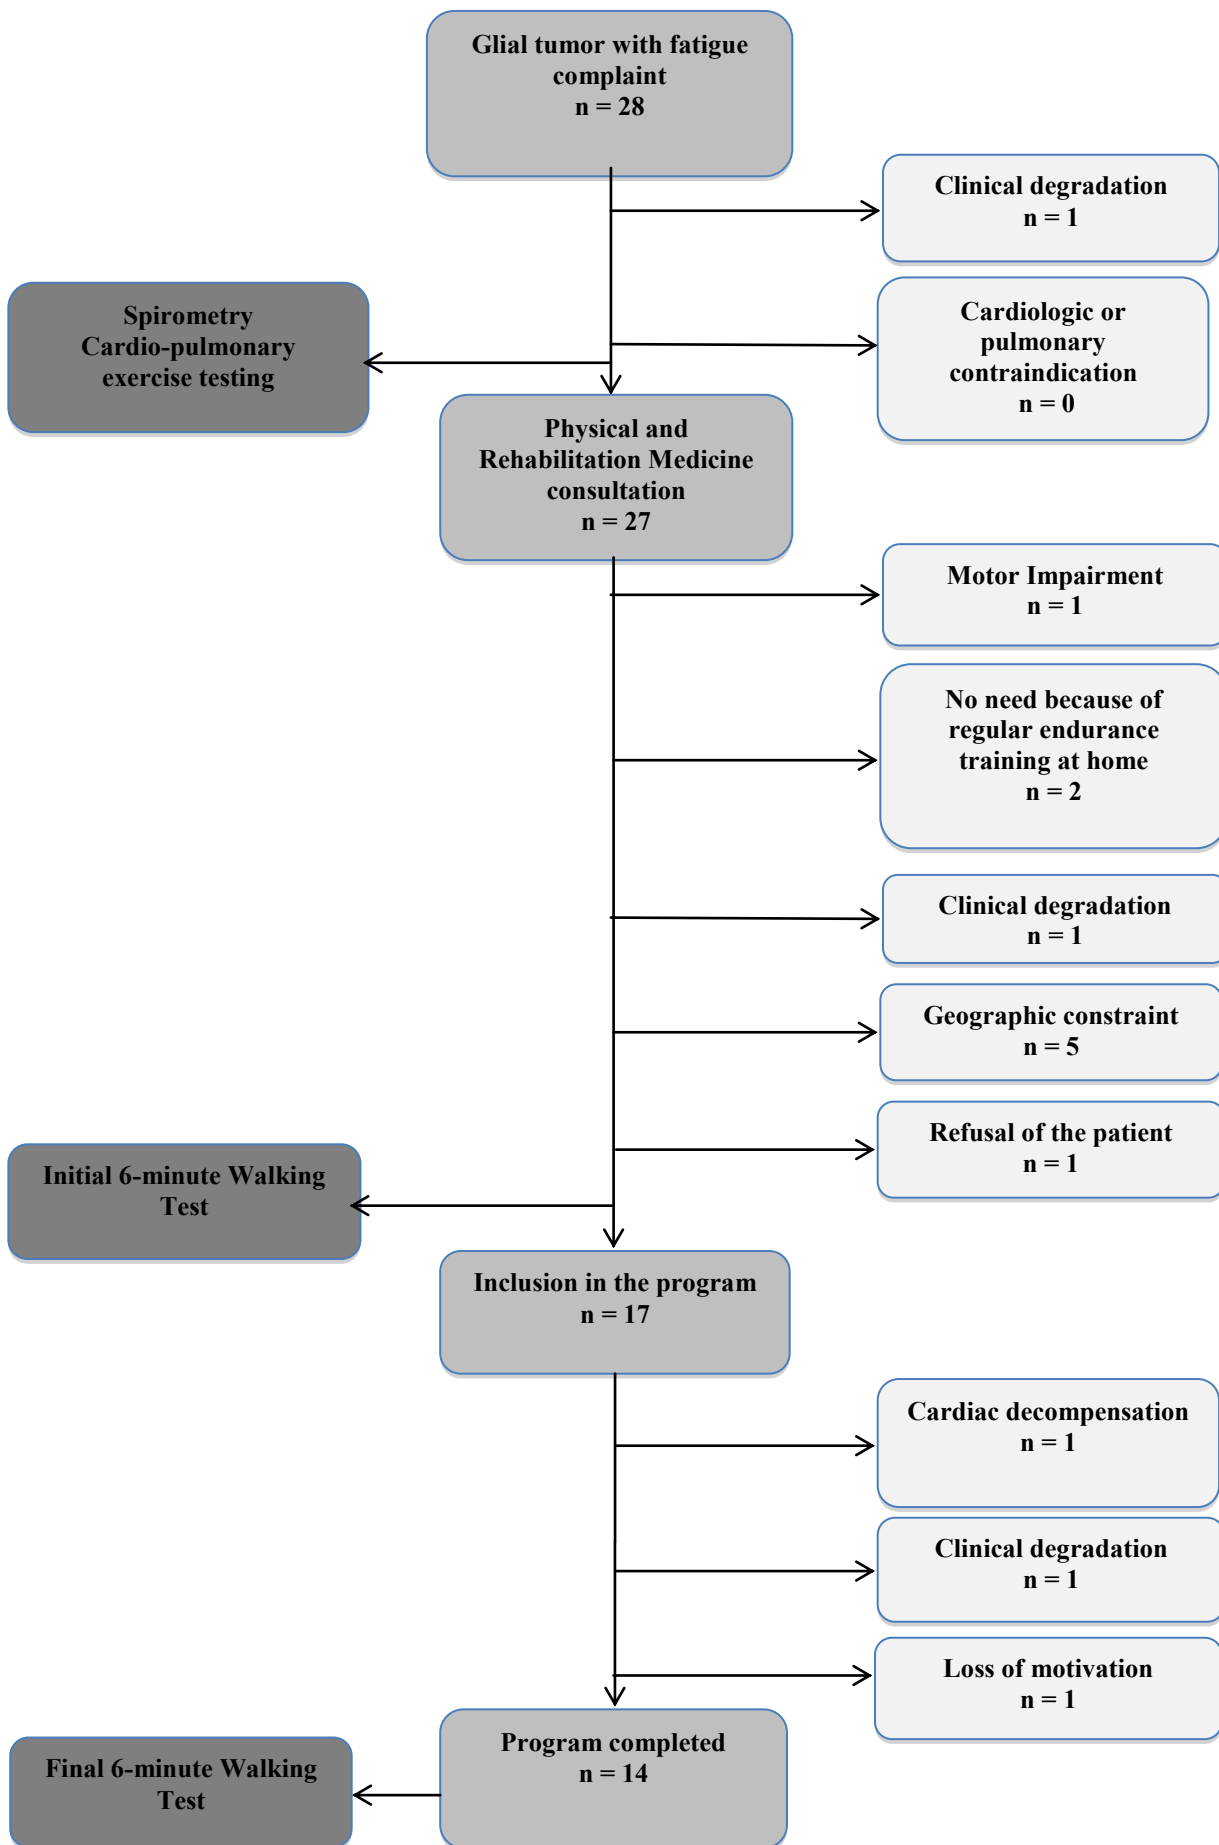 Glial tumor with fatigue
complaint
n = 28
Clinical degradation
n = 1
Spirometry
Cardio-pulmonary
exercise testing
Cardiologic or
pulmonary
contraindication
n = 0
Physical and
Rehabilitation Medicine
consultation
n = 27
Motor Impairment
n = 1
No need because of
regular endurance
training at home
n = 2
Clinical degradation
n = 1
Geographic constraint
n = 5
Refusal of the patient
n = 1
Initial 6-minute Walking
Test
Inclusion in the program
n = 17
Cardiac decompensation
n = 1
Clinical degradation
n = 1
Loss of motivation
n = 1
Program completed
n = 14
Final 6-minute Walking
Test